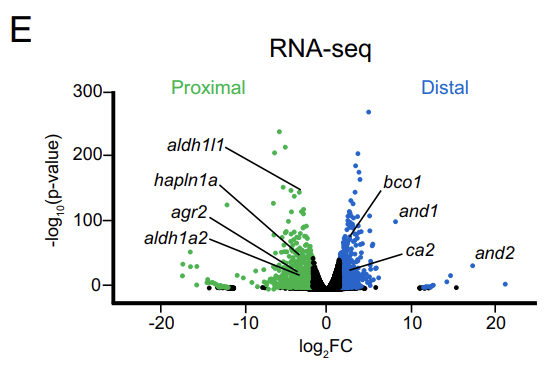 E
RNA-seq
Proximal
Distal
300
200
100
0
-log10(p-value)
aldh1l1
hapln1a
agr2
aldh1a2
bco1
and1
ca2
and2
-20
-10
0
10
20
log2FC